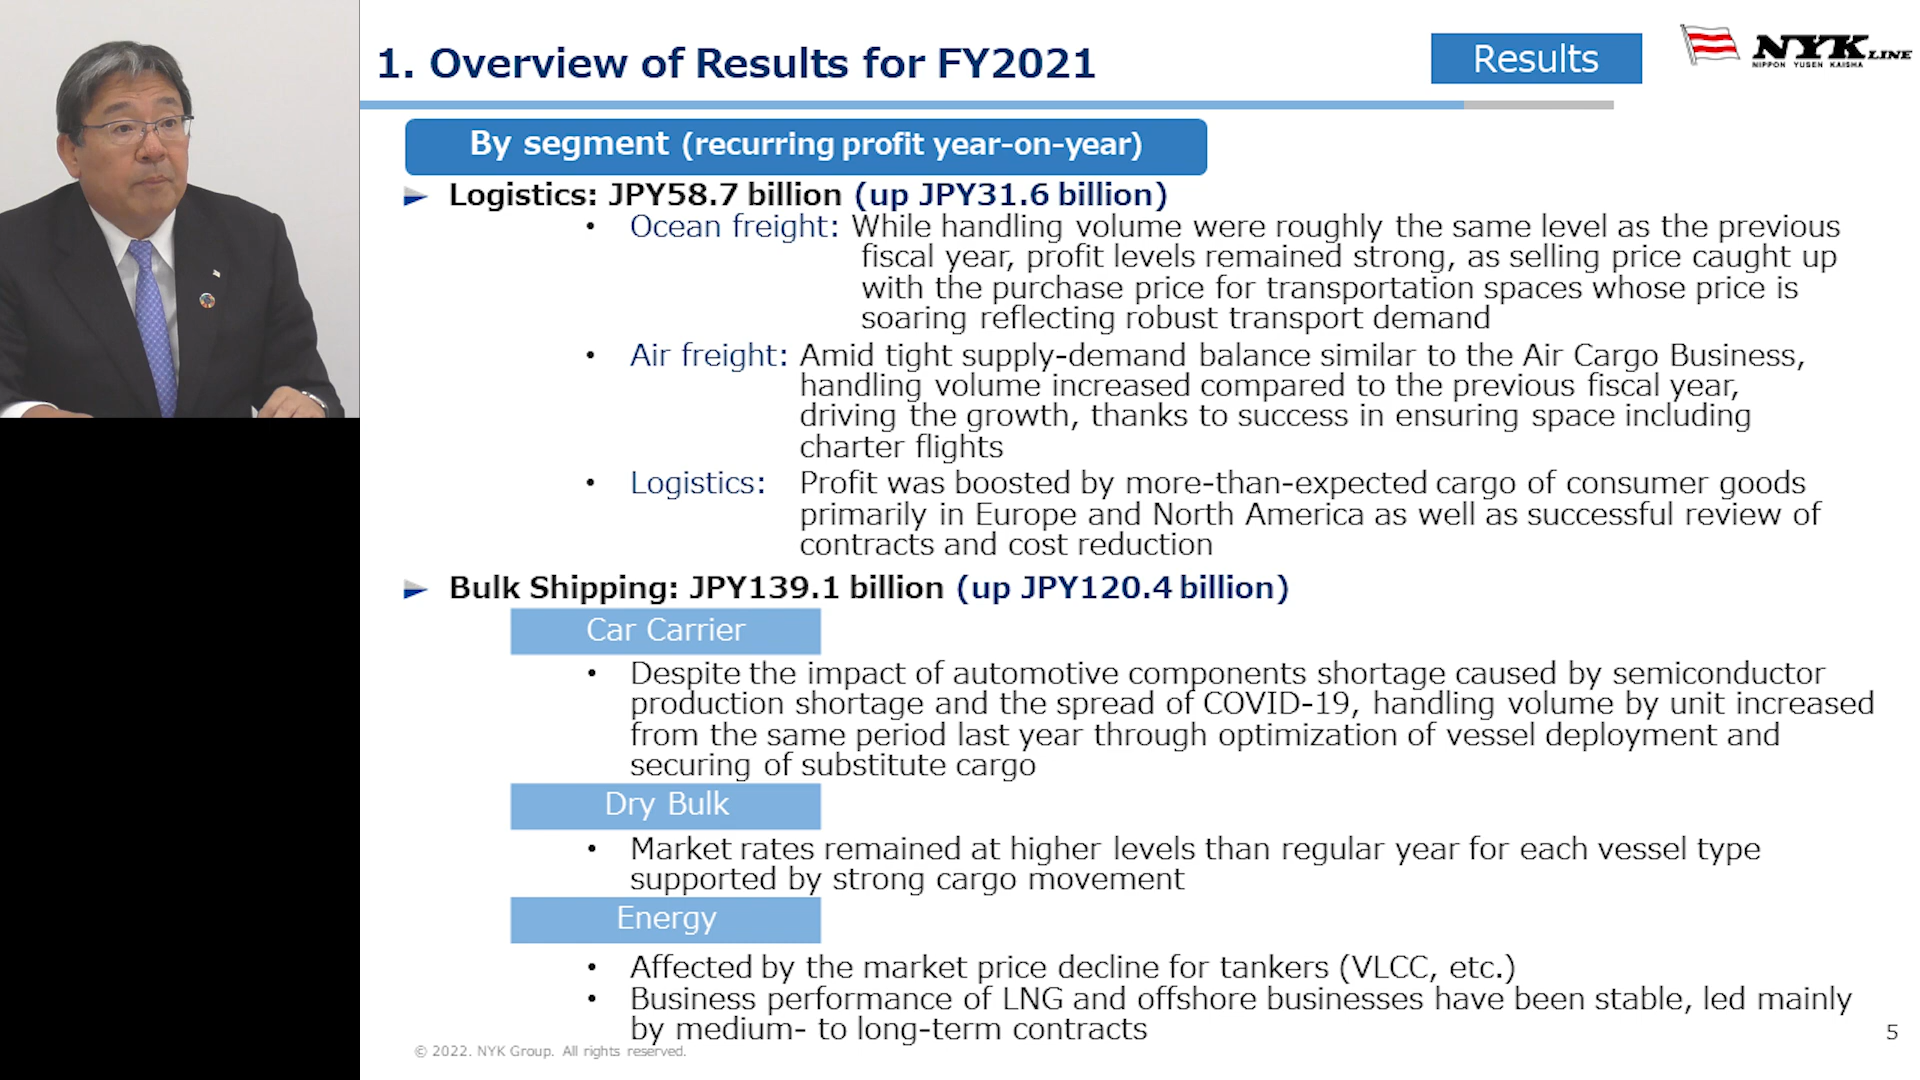 1. Overview of Results for FY2021
Results
NYK LINE
NIPPON YUSEN KAISHA
By segment (recurring profit year-on-year)
Logistics: JPY58.7 billion (up JPY31.6 billion)
• Ocean freight: While handling volume were roughly the same level as the previous
fiscal year, profit levels remained strong, as selling price caught up
with the purchase price for transportation spaces whose price is
soaring reflecting robust transport demand
• Air freight: Amid tight supply-demand balance similar to the Air Cargo Business,
handling volume increased compared to the previous fiscal year,
driving the growth, thanks to success in ensuring space including
charter flights
• Logistics: Profit was boosted by more-than-expected cargo of consumer goods
primarily in Europe and North America as well as successful review of
contracts and cost reduction
Bulk Shipping: JPY139.1 billion (up JPY120.4 billion)
Car Carrier
• Despite the impact of automotive components shortage caused by semiconductor
production shortage and the spread of COVID-19, handling volume by unit increased
from the same period last year through optimization of vessel deployment and
securing of substitute cargo
Dry Bulk
• Market rates remained at higher levels than regular year for each vessel type
supported by strong cargo movement
Energy
• Affected by the market price decline for tankers (VLCC, etc.)
• Business performance of LNG and offshore businesses have been stable, led mainly
by medium- to long-term contracts
© 2022. NYK Group. All rights reserved.
5